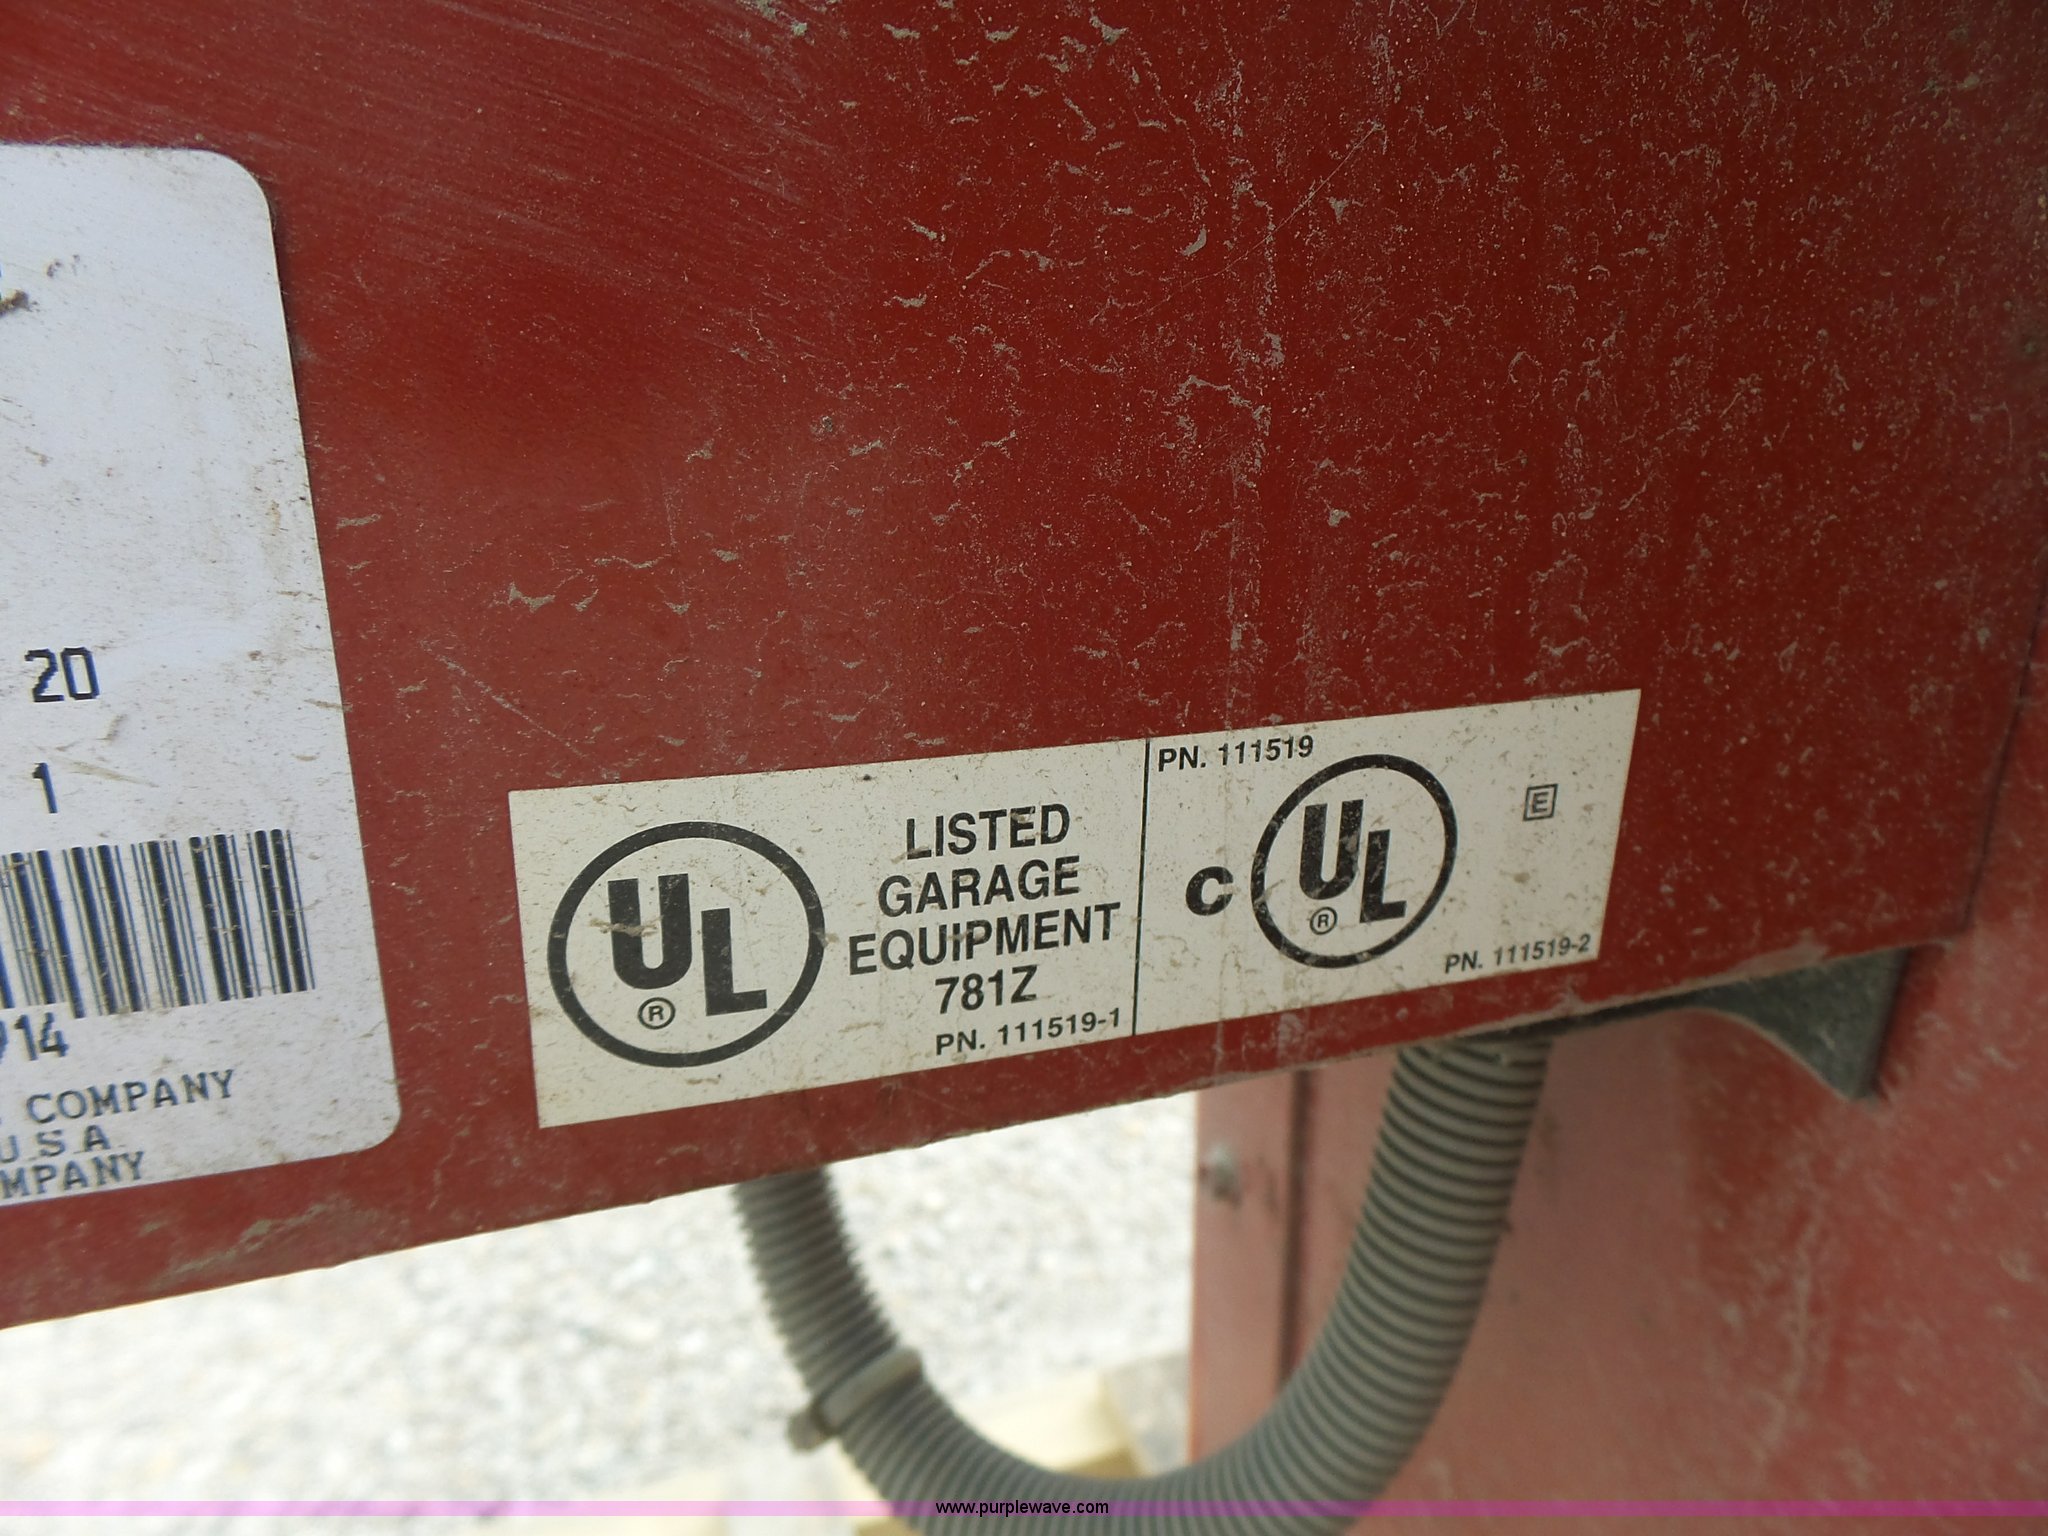 20
1
914
COMPANY
U.S.A
MPANY
UL
®
LISTED
GARAGE
EQUIPMENT
781Z
PN. 111519-1
PN. 111519
C UL
®
E
PN. 111519-2
www.purplewave.com